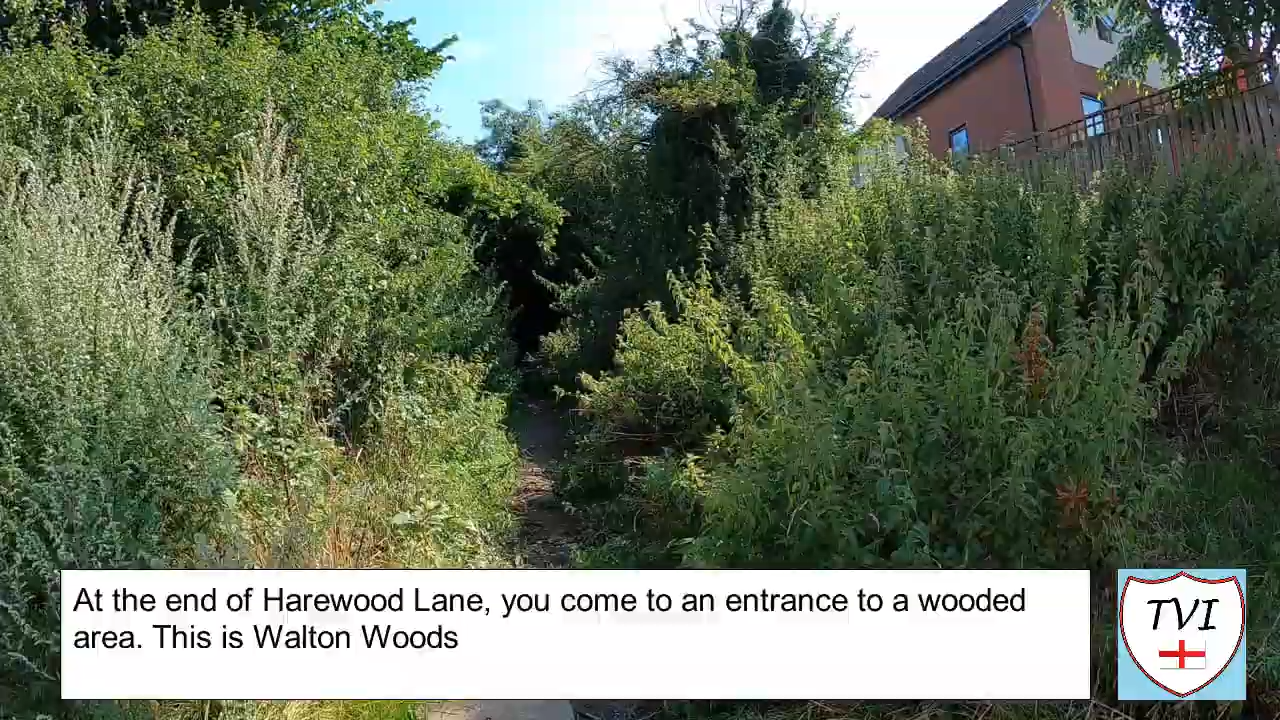 At the end of Harewood Lane, you come to an entrance to a wooded
area. This is Walton Woods
TVI